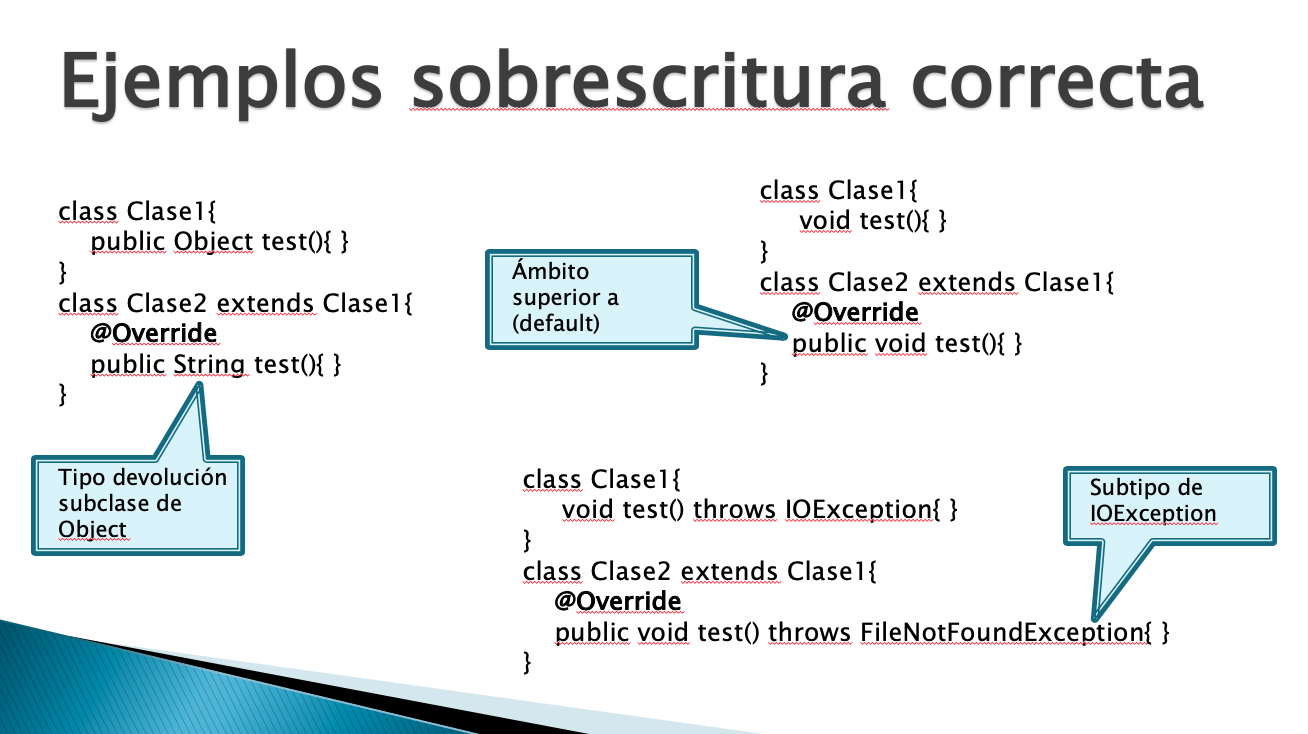 Ejemplos sobrescritura correcta
class Clase1{
public Object test(){ }
}
class Clase2 extends Clase1{
@Override
public String test(){ }
}
Tipo devolución
subclase de
Object
class Clase1{
void test(){ }
}
class Clase2 extends Clase1{
@Override
public void test(){ }
}
Ámbito
superior a
(default)
class Clase1{
void test() throws IOException{ }
}
class Clase2 extends Clase1{
@Override
public void test() throws FileNotFoundException{ }
}
Subtipo de
IOException